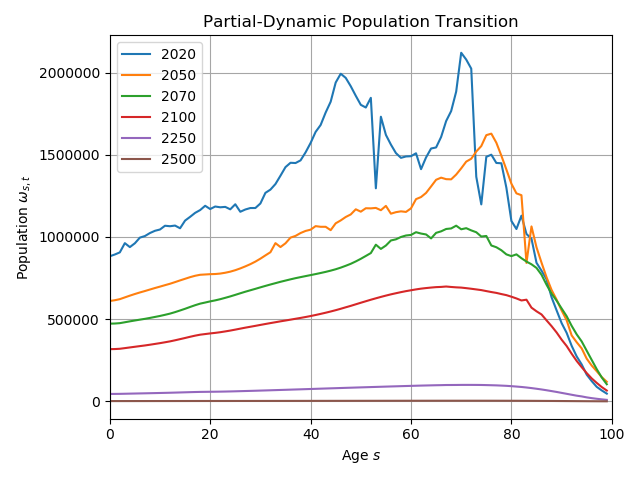 Partial-Dynamic Population Transition
2020
2050
2070
2100
2250
2500
2000000
1500000
1000000
500000
0
Population ω_{s,t}
0 20 40 60 80 100
Age s